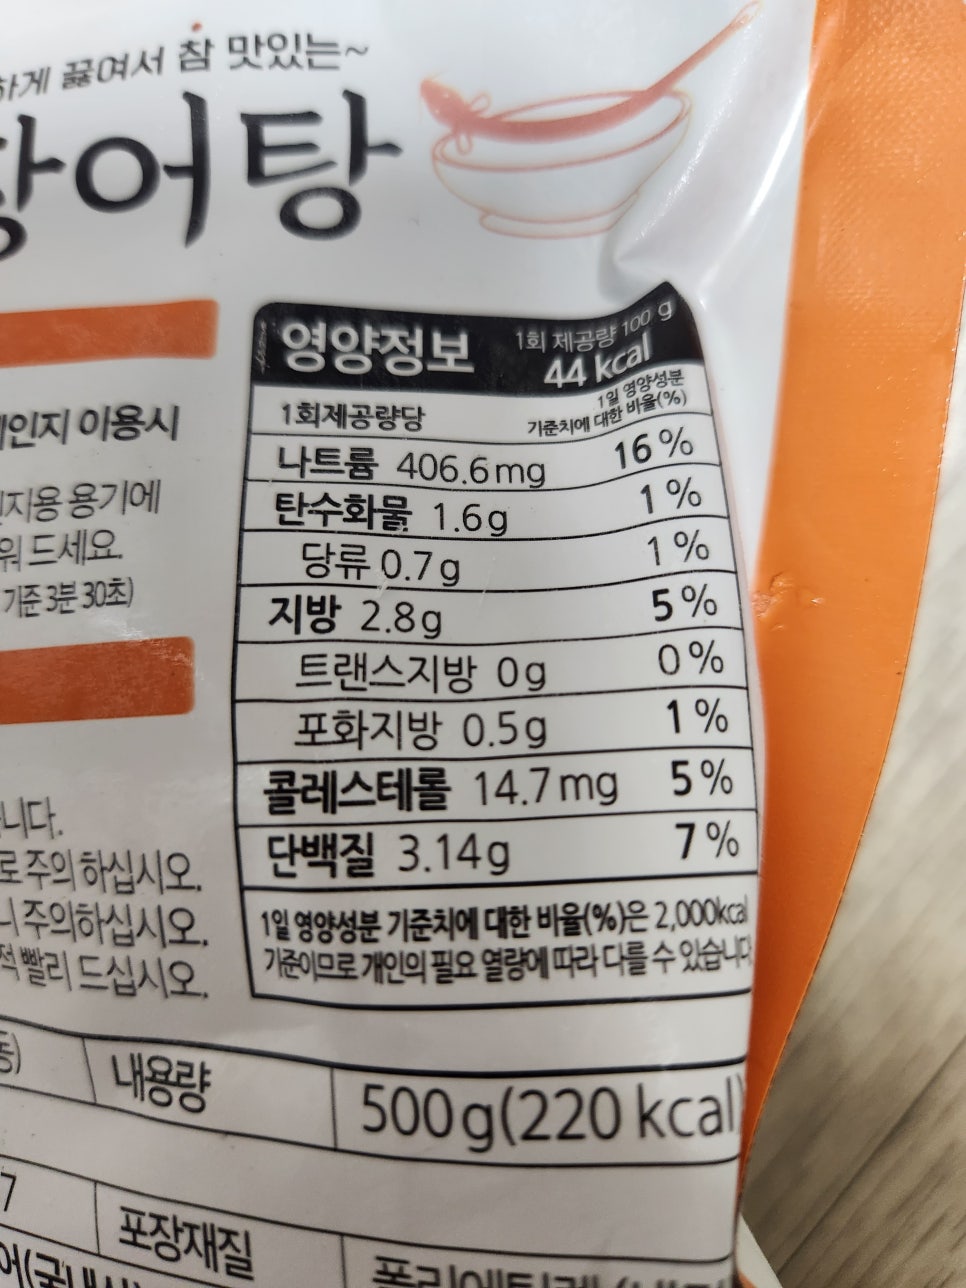 하게 끓여서 참 맛있는~
어탕
영양정보
1회 제공량 100 g
44 kcal
1회제공량당
1일 영양성분
기준치에 대한 비율(%)
나트륨 406.6mg 16%
탄수화물 1.6g 1%
당류 0.7g 1%
지방 2.8g 5%
트랜스지방 0g 0%
포화지방 0.5g 1%
콜레스테롤 14.7mg 5%
단백질 3.14g 7%
1일 영양성분 기준치에 대한 비율(%)은 2,000kcal
기준이므로 개인의 필요 열량에 따라 다를 수 있습니다
이용시
용기에
드세요.
기준 3분 30초)
니다.
로 주의 하십시오.
주의하십시오.
빨리 드십시오.
내용량 500g(220 kcal)
7
포장재질